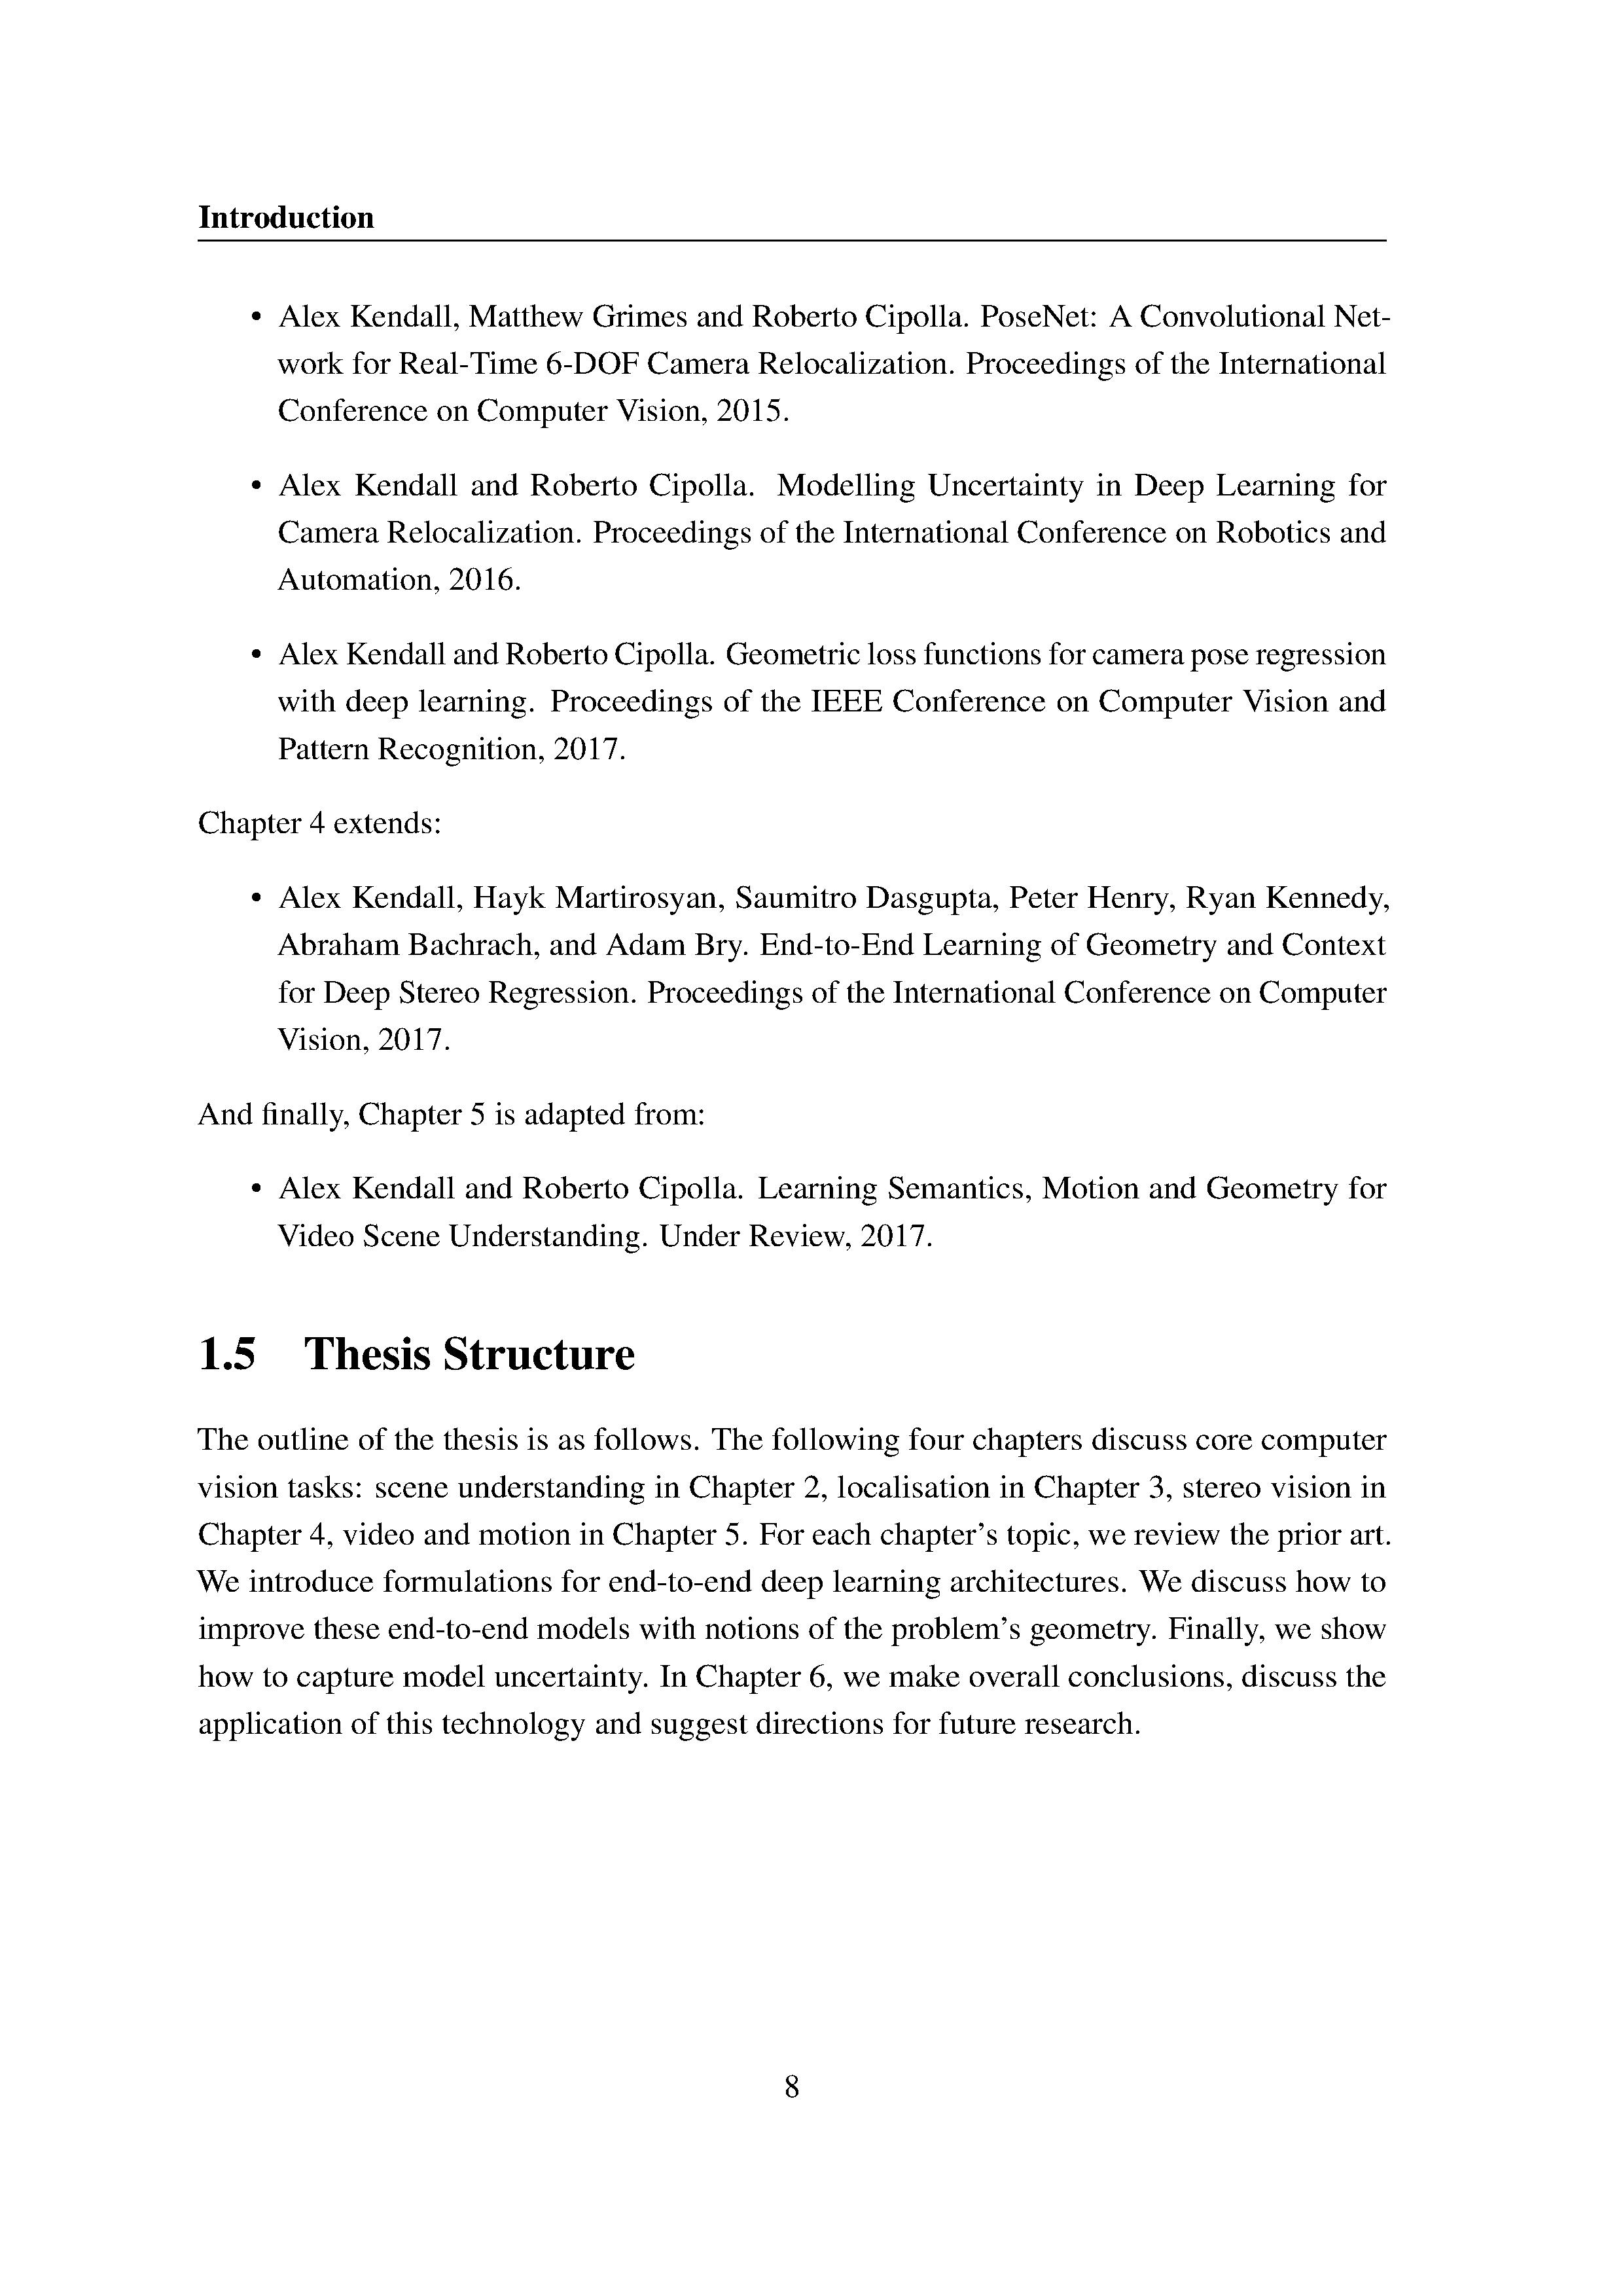 Introduction
• Alex Kendall, Matthew Grimes and Roberto Cipolla. PoseNet: A Convolutional Net-
work for Real-Time 6-DOF Camera Relocalization. Proceedings of the International
Conference on Computer Vision, 2015.
• Alex Kendall and Roberto Cipolla. Modelling Uncertainty in Deep Learning for
Camera Relocalization. Proceedings of the International Conference on Robotics and
Automation, 2016.
• Alex Kendall and Roberto Cipolla. Geometric loss functions for camera pose regression
with deep learning. Proceedings of the IEEE Conference on Computer Vision and
Pattern Recognition, 2017.
Chapter 4 extends:
• Alex Kendall, Hayk Martirosyan, Saumitro Dasgupta, Peter Henry, Ryan Kennedy,
Abraham Bachrach, and Adam Bry. End-to-End Learning of Geometry and Context
for Deep Stereo Regression. Proceedings of the International Conference on Computer
Vision, 2017.
And finally, Chapter 5 is adapted from:
• Alex Kendall and Roberto Cipolla. Learning Semantics, Motion and Geometry for
Video Scene Understanding. Under Review, 2017.
1.5 Thesis Structure
The outline of the thesis is as follows. The following four chapters discuss core computer
vision tasks: scene understanding in Chapter 2, localisation in Chapter 3, stereo vision in
Chapter 4, video and motion in Chapter 5. For each chapter's topic, we review the prior art.
We introduce formulations for end-to-end deep learning architectures. We discuss how to
improve these end-to-end models with notions of the problem's geometry. Finally, we show
how to capture model uncertainty. In Chapter 6, we make overall conclusions, discuss the
application of this technology and suggest directions for future research.
8